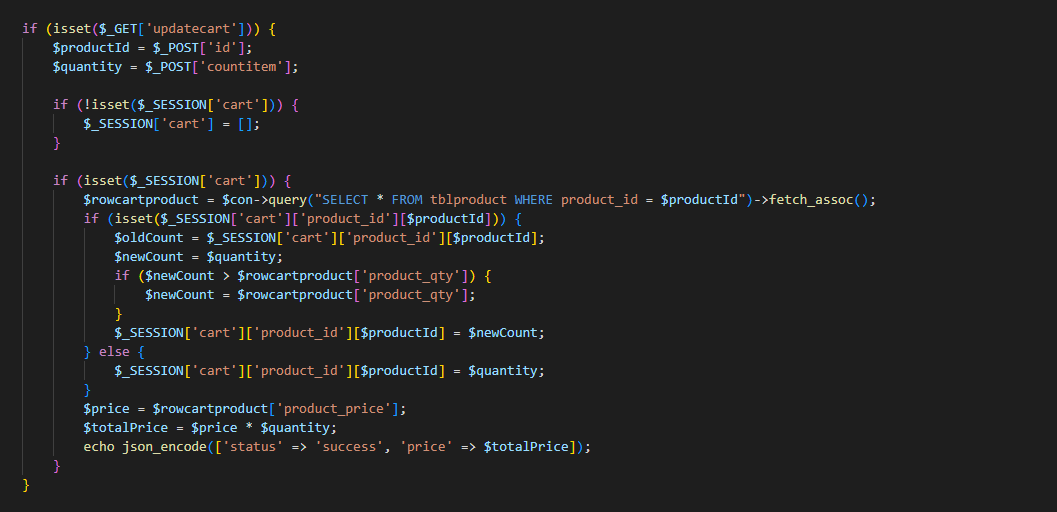 if (isset($_GET['updatecart'])) {
    $productId = $_POST['id'];
    $quantity = $_POST['countitem'];

    if (!isset($_SESSION['cart'])) {
        $_SESSION['cart'] = [];
    }

    if (isset($_SESSION['cart'])) {
        $rowcartproduct = $con->query("SELECT * FROM tblproduct WHERE product_id = $productId")->fetch_assoc();
        if (isset($_SESSION['cart']['product_id'][$productId])) {
            $oldCount = $_SESSION['cart']['product_id'][$productId];
            $newCount = $quantity;
            if ($newCount > $rowcartproduct['product_qty']) {
                $newCount = $rowcartproduct['product_qty'];
            }
            $_SESSION['cart']['product_id'][$productId] = $newCount;
        } else {
            $_SESSION['cart']['product_id'][$productId] = $quantity;
        }
        $price = $rowcartproduct['product_price'];
        $totalPrice = $price * $quantity;
        echo json_encode(['status' => 'success', 'price' => $totalPrice]);
    }
}